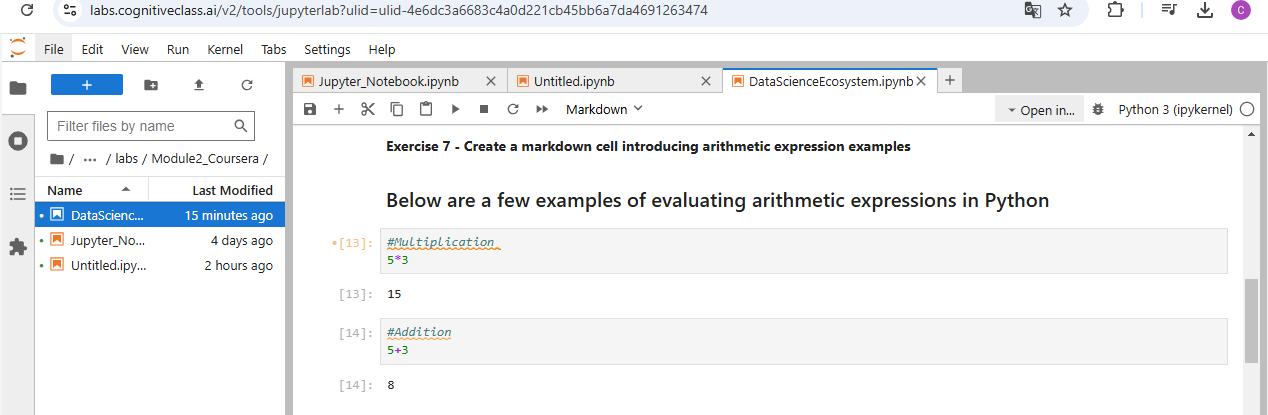 labs.cognitiveclass.ai/v2/tools/jupyterlab?ulid=ulid-4e6dc3a6683c4a0d221cb45bb6a7da4691263474
C
File Edit View Run Kernel Tabs Settings Help
Jupyter_Notebook.ipynb
Untitled.ipynb
DataScienceEcosystem.ipynb
Markdown
Open in...
Python 3 (ipykernel)
Filter files by name
/ ··· / labs / Module2_Coursera /
Name Last Modified
DataScienc... 15 minutes ago
Jupyter_No... 4 days ago
Untitled.ipy... 2 hours ago
Exercise 7 - Create a markdown cell introducing arithmetic expression examples
Below are a few examples of evaluating arithmetic expressions in Python
[13]: #Multiplication
5*3
[13]: 15
[14]: #Addition
5+3
[14]: 8